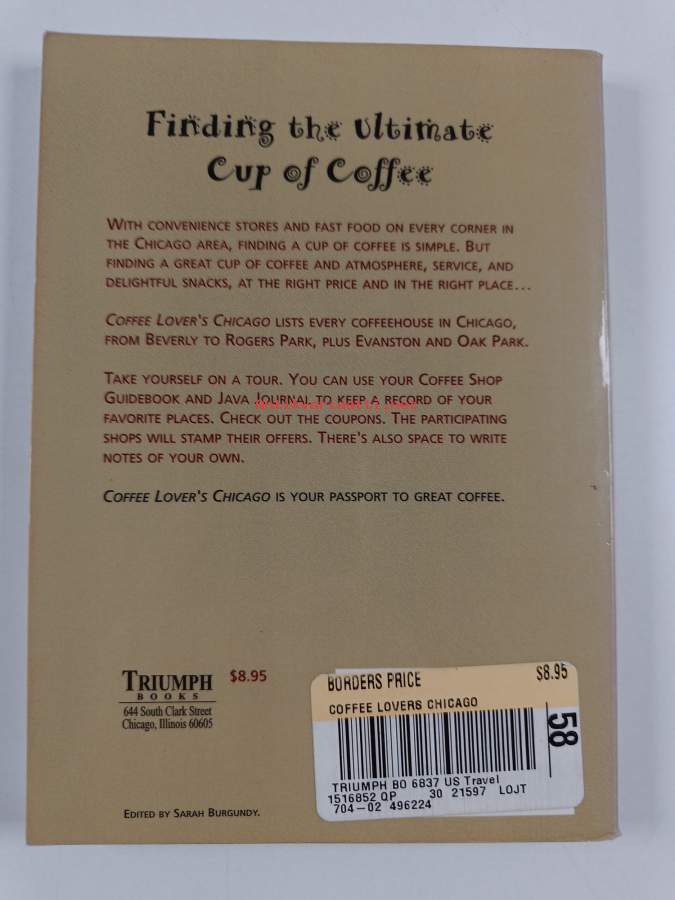 Finding the Ultimate
Cup of Coffee
With convenience stores and fast food on every corner in
the Chicago area, finding a cup of coffee is simple. But
finding a great cup of coffee and atmosphere, service, and
delightful snacks, at the right price and in the right place...
Coffee Lover's Chicago lists every coffeehouse in Chicago,
from Beverly to Rogers Park, plus Evanston and Oak Park.
Take yourself on a tour. You can use your Coffee Shop
Guidebook and Java Journal to keep a record of your
favorite places. Check out the coupons. The participating
shops will stamp their offers. There's also space to write
notes of your own.
Coffee Lover's Chicago is your passport to great coffee.
TRIUMPH
BOOKS
644 South Clark Street
Chicago, Illinois 60605
$8.95
BORDERS PRICE $8.95
COFFEE LOVERS CHICAGO
58
TRIUMPH BO 6837 US Travel
1516852 QP 30 21597 LOJT
704-02 496224
Edited by Sarah Burgundy.